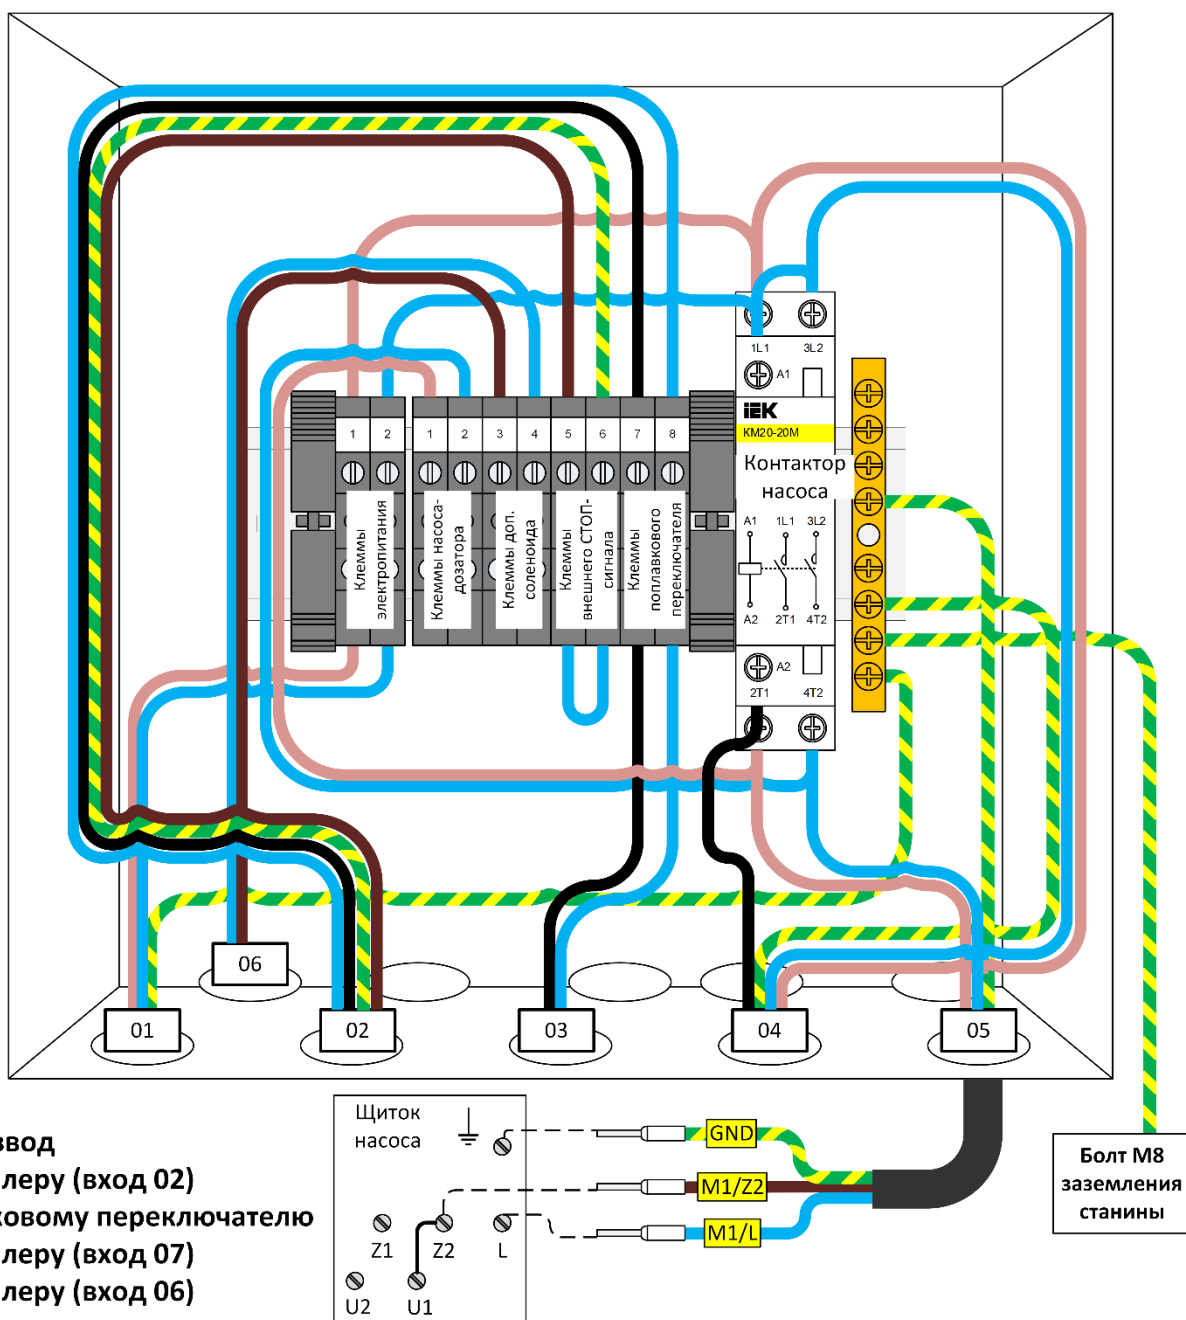 1L1 3L2
A1
IEK
KM20-20M
Контактор
насоса
1 2 1 2 3 4 5 6 7 8
Клеммы
электропитания
Клеммы насоса-
дозатора
Клеммы доп.
соленоида
Клеммы
внешнего СТОП-
сигнала
Клеммы
поплавкового
переключателя
A1 1L1 3L2
A2 2T1 4T2
A2
2T1 4T2
06
01 02 03 04 05
Щиток
насоса
GND
M1/Z2
M1/L
Z1 Z2 L
U2 U1
Болт М8
заземления
станины
ввод
леру (вход 02)
ковому переключателю
леру (вход 07)
леру (вход 06)